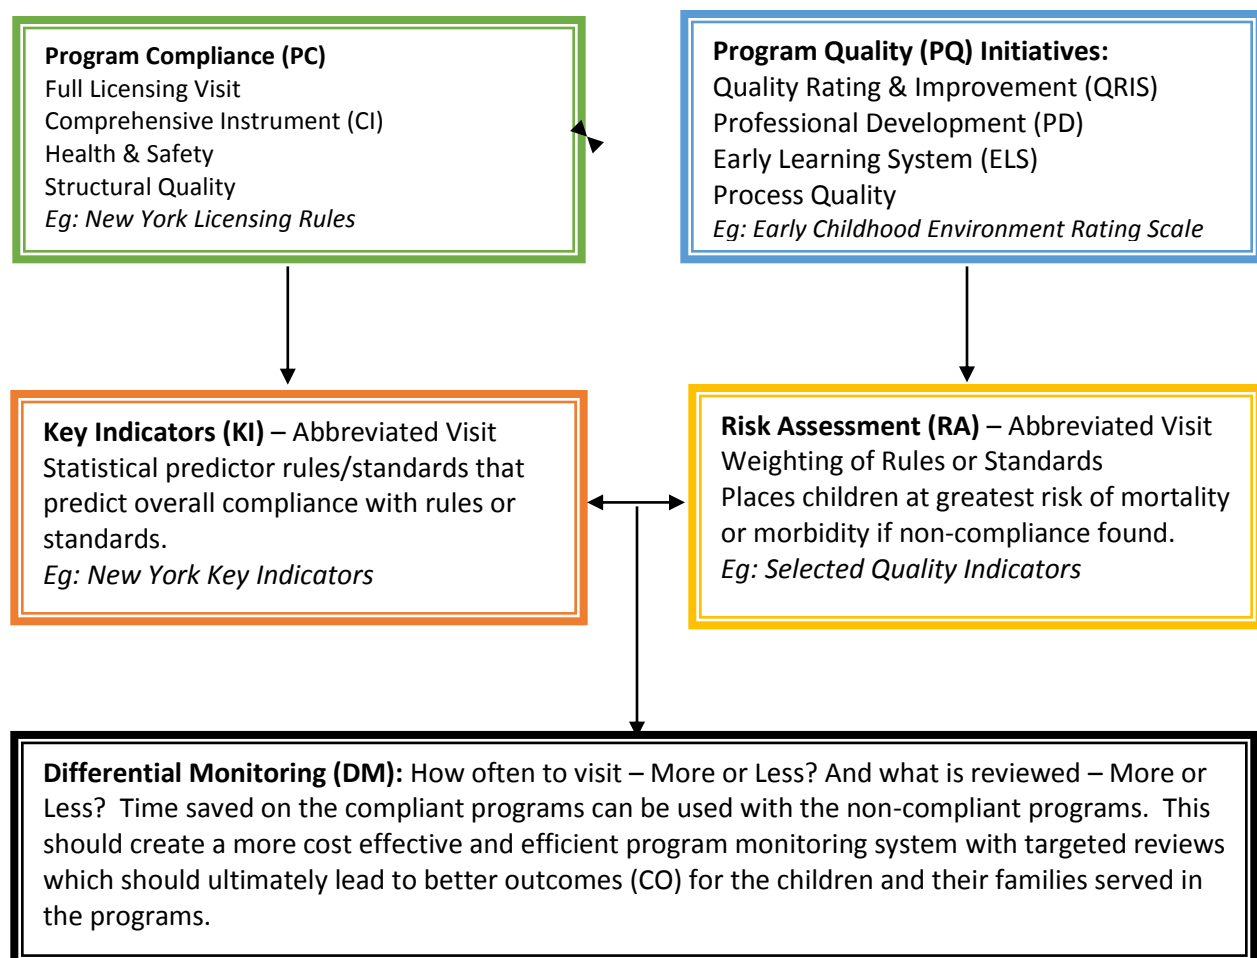 Program Compliance (PC)
Full Licensing Visit
Comprehensive Instrument (CI)
Health & Safety
Structural Quality
Eg: New York Licensing Rules
Program Quality (PQ) Initiatives:
Quality Rating & Improvement (QRIS)
Professional Development (PD)
Early Learning System (ELS)
Process Quality
Eg: Early Childhood Environment Rating Scale
Key Indicators (KI) – Abbreviated Visit
Statistical predictor rules/standards that
predict overall compliance with rules or
standards.
Eg: New York Key Indicators
Risk Assessment (RA) – Abbreviated Visit
Weighting of Rules or Standards
Places children at greatest risk of mortality
or morbidity if non-compliance found.
Eg: Selected Quality Indicators
Differential Monitoring (DM): How often to visit – More or Less? And what is reviewed – More or
Less? Time saved on the compliant programs can be used with the non-compliant programs. This
should create a more cost effective and efficient program monitoring system with targeted reviews
which should ultimately lead to better outcomes (CO) for the children and their families served in
the programs.